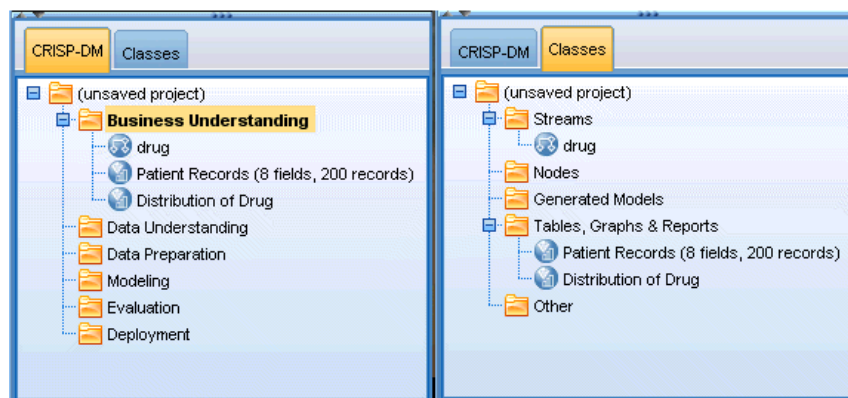 CRISP-DM Classes
(unsaved project)
Business Understanding
drug
Patient Records (8 fields, 200 records)
Distribution of Drug
Data Understanding
Data Preparation
Modeling
Evaluation
Deployment
CRISP-DM Classes
(unsaved project)
Streams
drug
Nodes
Generated Models
Tables, Graphs & Reports
Patient Records (8 fields, 200 records)
Distribution of Drug
Other